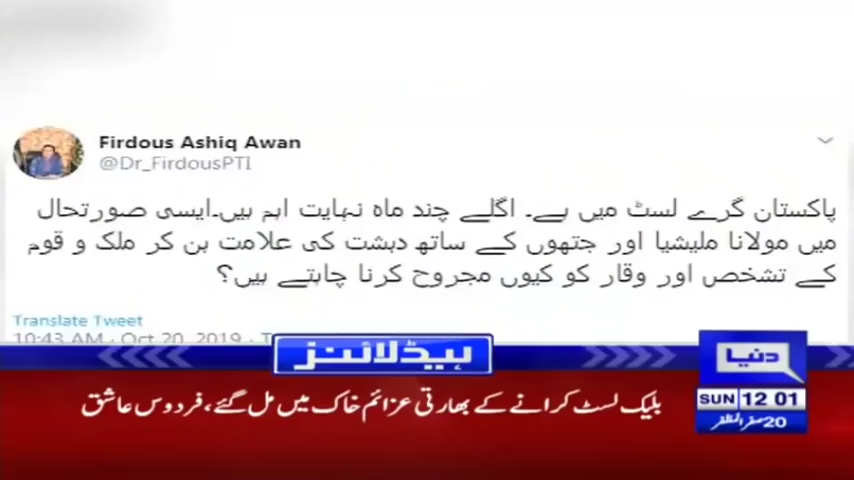 Firdous Ashiq Awan
@Dr_FirdousPTI
پاکستان گرے لسٹ میں ہے۔ اگلے چند ماہ نہایت اہم ہیں۔ایسی صورتحال
میں مولانا ملیشیا اور جتھوں کے ساتھ دہشت کی علامت بن کر ملک و قوم
کے تشخص اور وقار کو کیوں مجروح کرنا چاہتے ہیں؟
Translate Tweet
10:43 AM · Oct 20, 2019 ·
ہیڈلائنز
دنیا
بلیک لسٹ کرانے کے بھارتی عزائم خاک میں مل گئے، فردوس عاشق
SUN 12 01
20 صفر المظفر